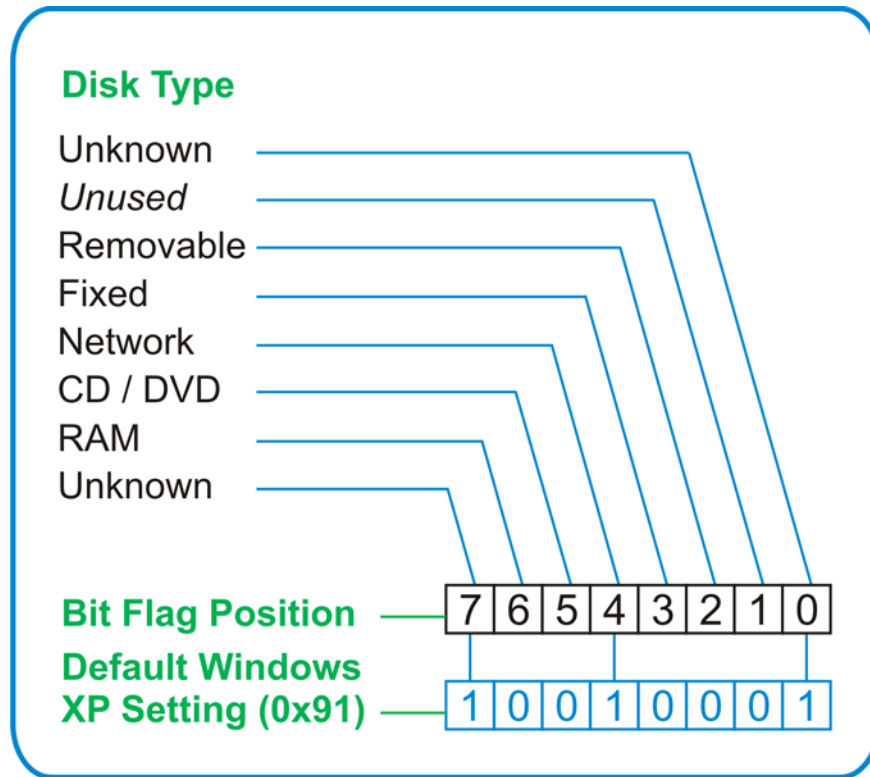 Disk Type
Unknown
Unused
Removable
Fixed
Network
CD / DVD
RAM
Unknown
Bit Flag Position 7 6 5 4 3 2 1 0
Default Windows
XP Setting (0x91) 1 0 0 1 0 0 0 1